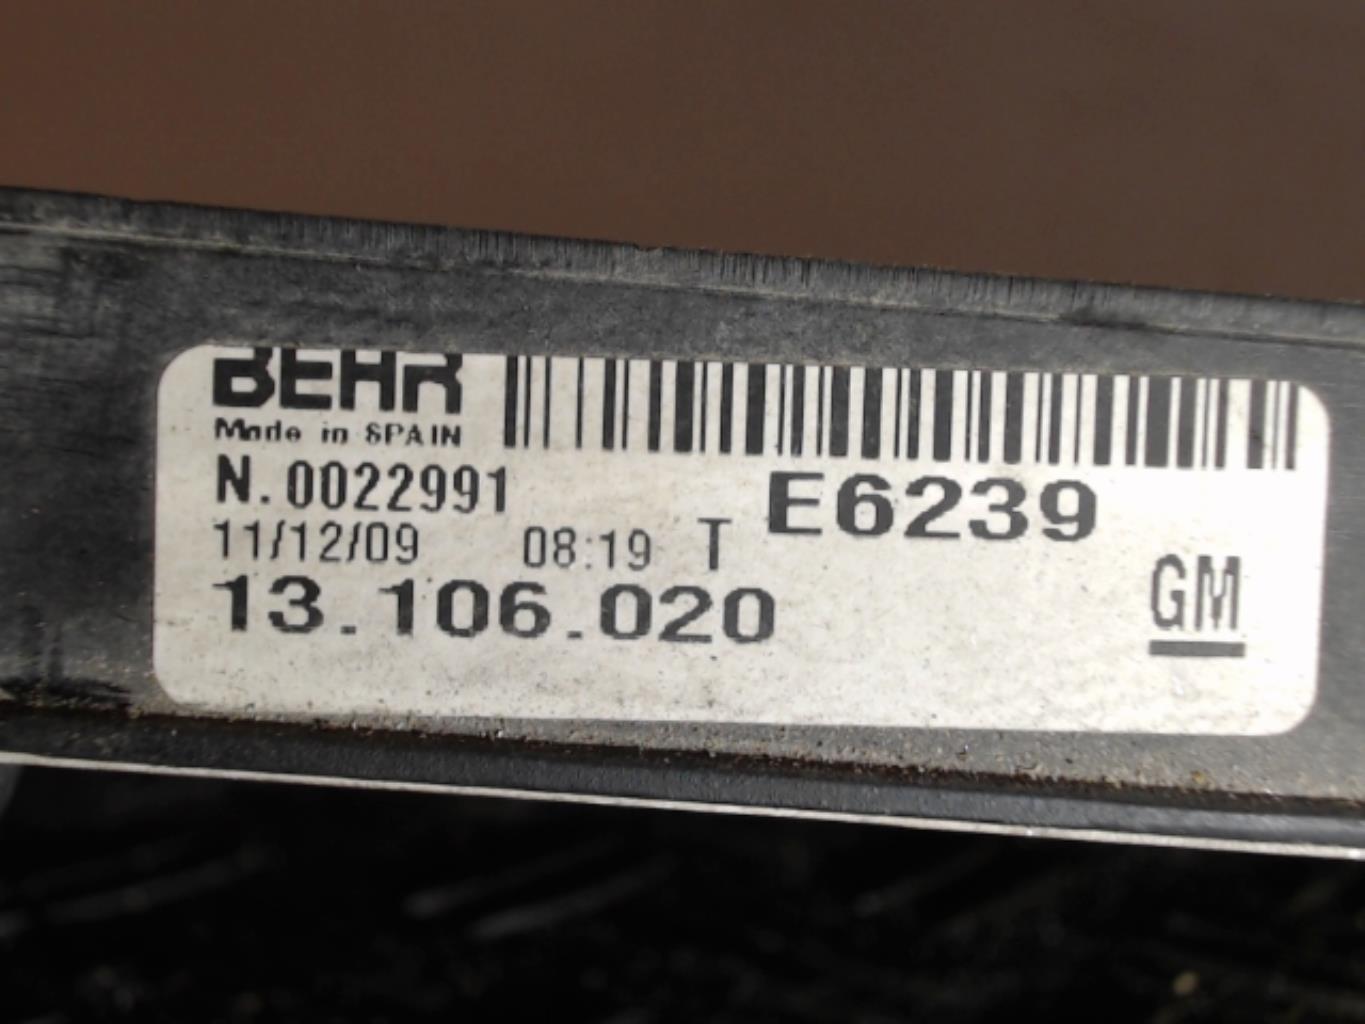 BEHR
Made in SPAIN
N.0022991 E6239
11/12/09 08:19 T
13.106.020 GM